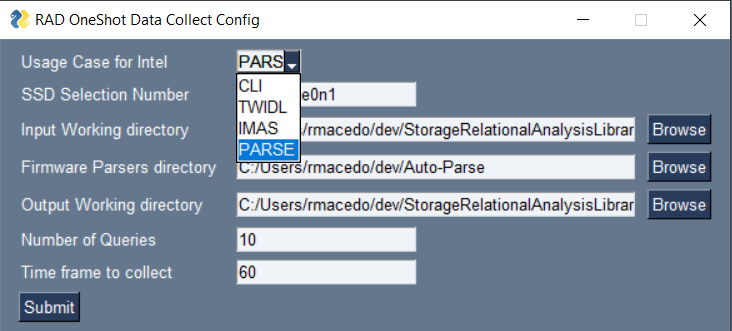 RAD OneShot Data Collect Config
Usage Case for Intel PARS
CLI
SSD Selection Number e0n1
TWIDL
Input Working directory /rmacedo/dev/StorageRelationalAnalysisLibrar Browse
IMAS
PARSE
Firmware Parsers directory C:/Users/rmacedo/dev/Auto-Parse Browse
Output Working directory C:/Users/rmacedo/dev/StorageRelationalAnalysisLibrar Browse
Number of Queries 10
Time frame to collect 60
Submit